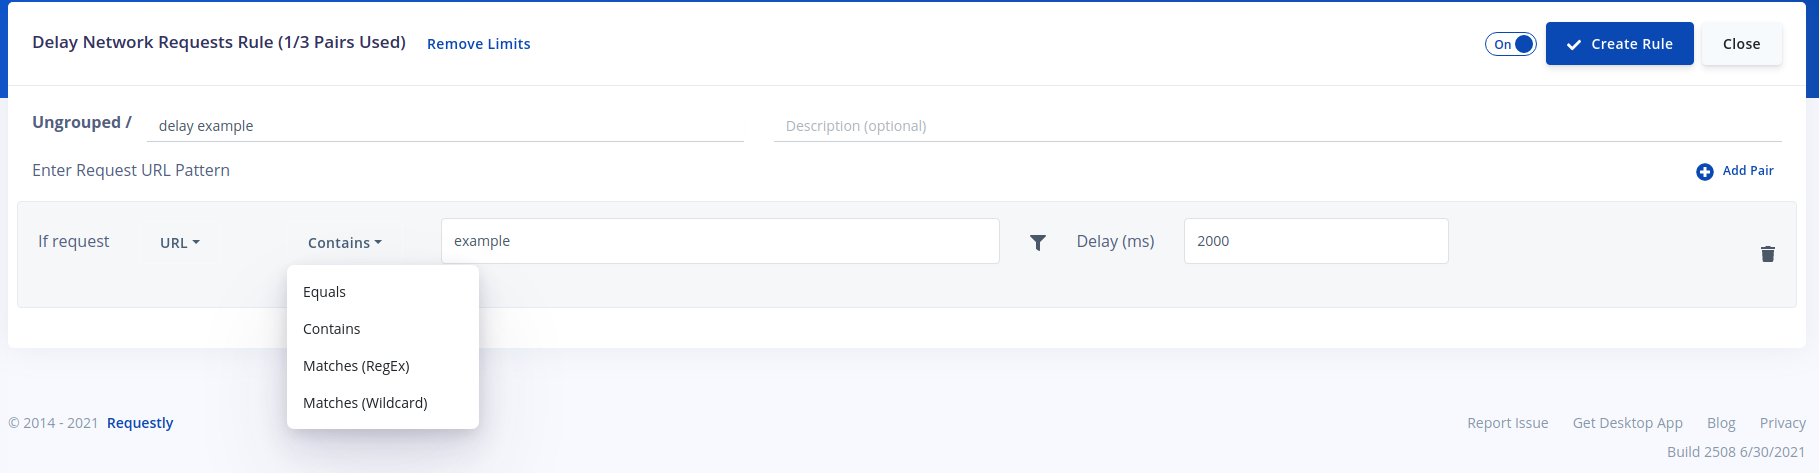 Delay Network Requests Rule (1/3 Pairs Used) Remove Limits On Create Rule Close
Ungrouped / delay example Description (optional)
Enter Request URL Pattern Add Pair
If request URL Contains example Delay (ms) 2000
Equals
Contains
Matches (RegEx)
Matches (Wildcard)
© 2014 - 2021 Requestly Report Issue Get Desktop App Blog Privacy
Build 2508 6/30/2021